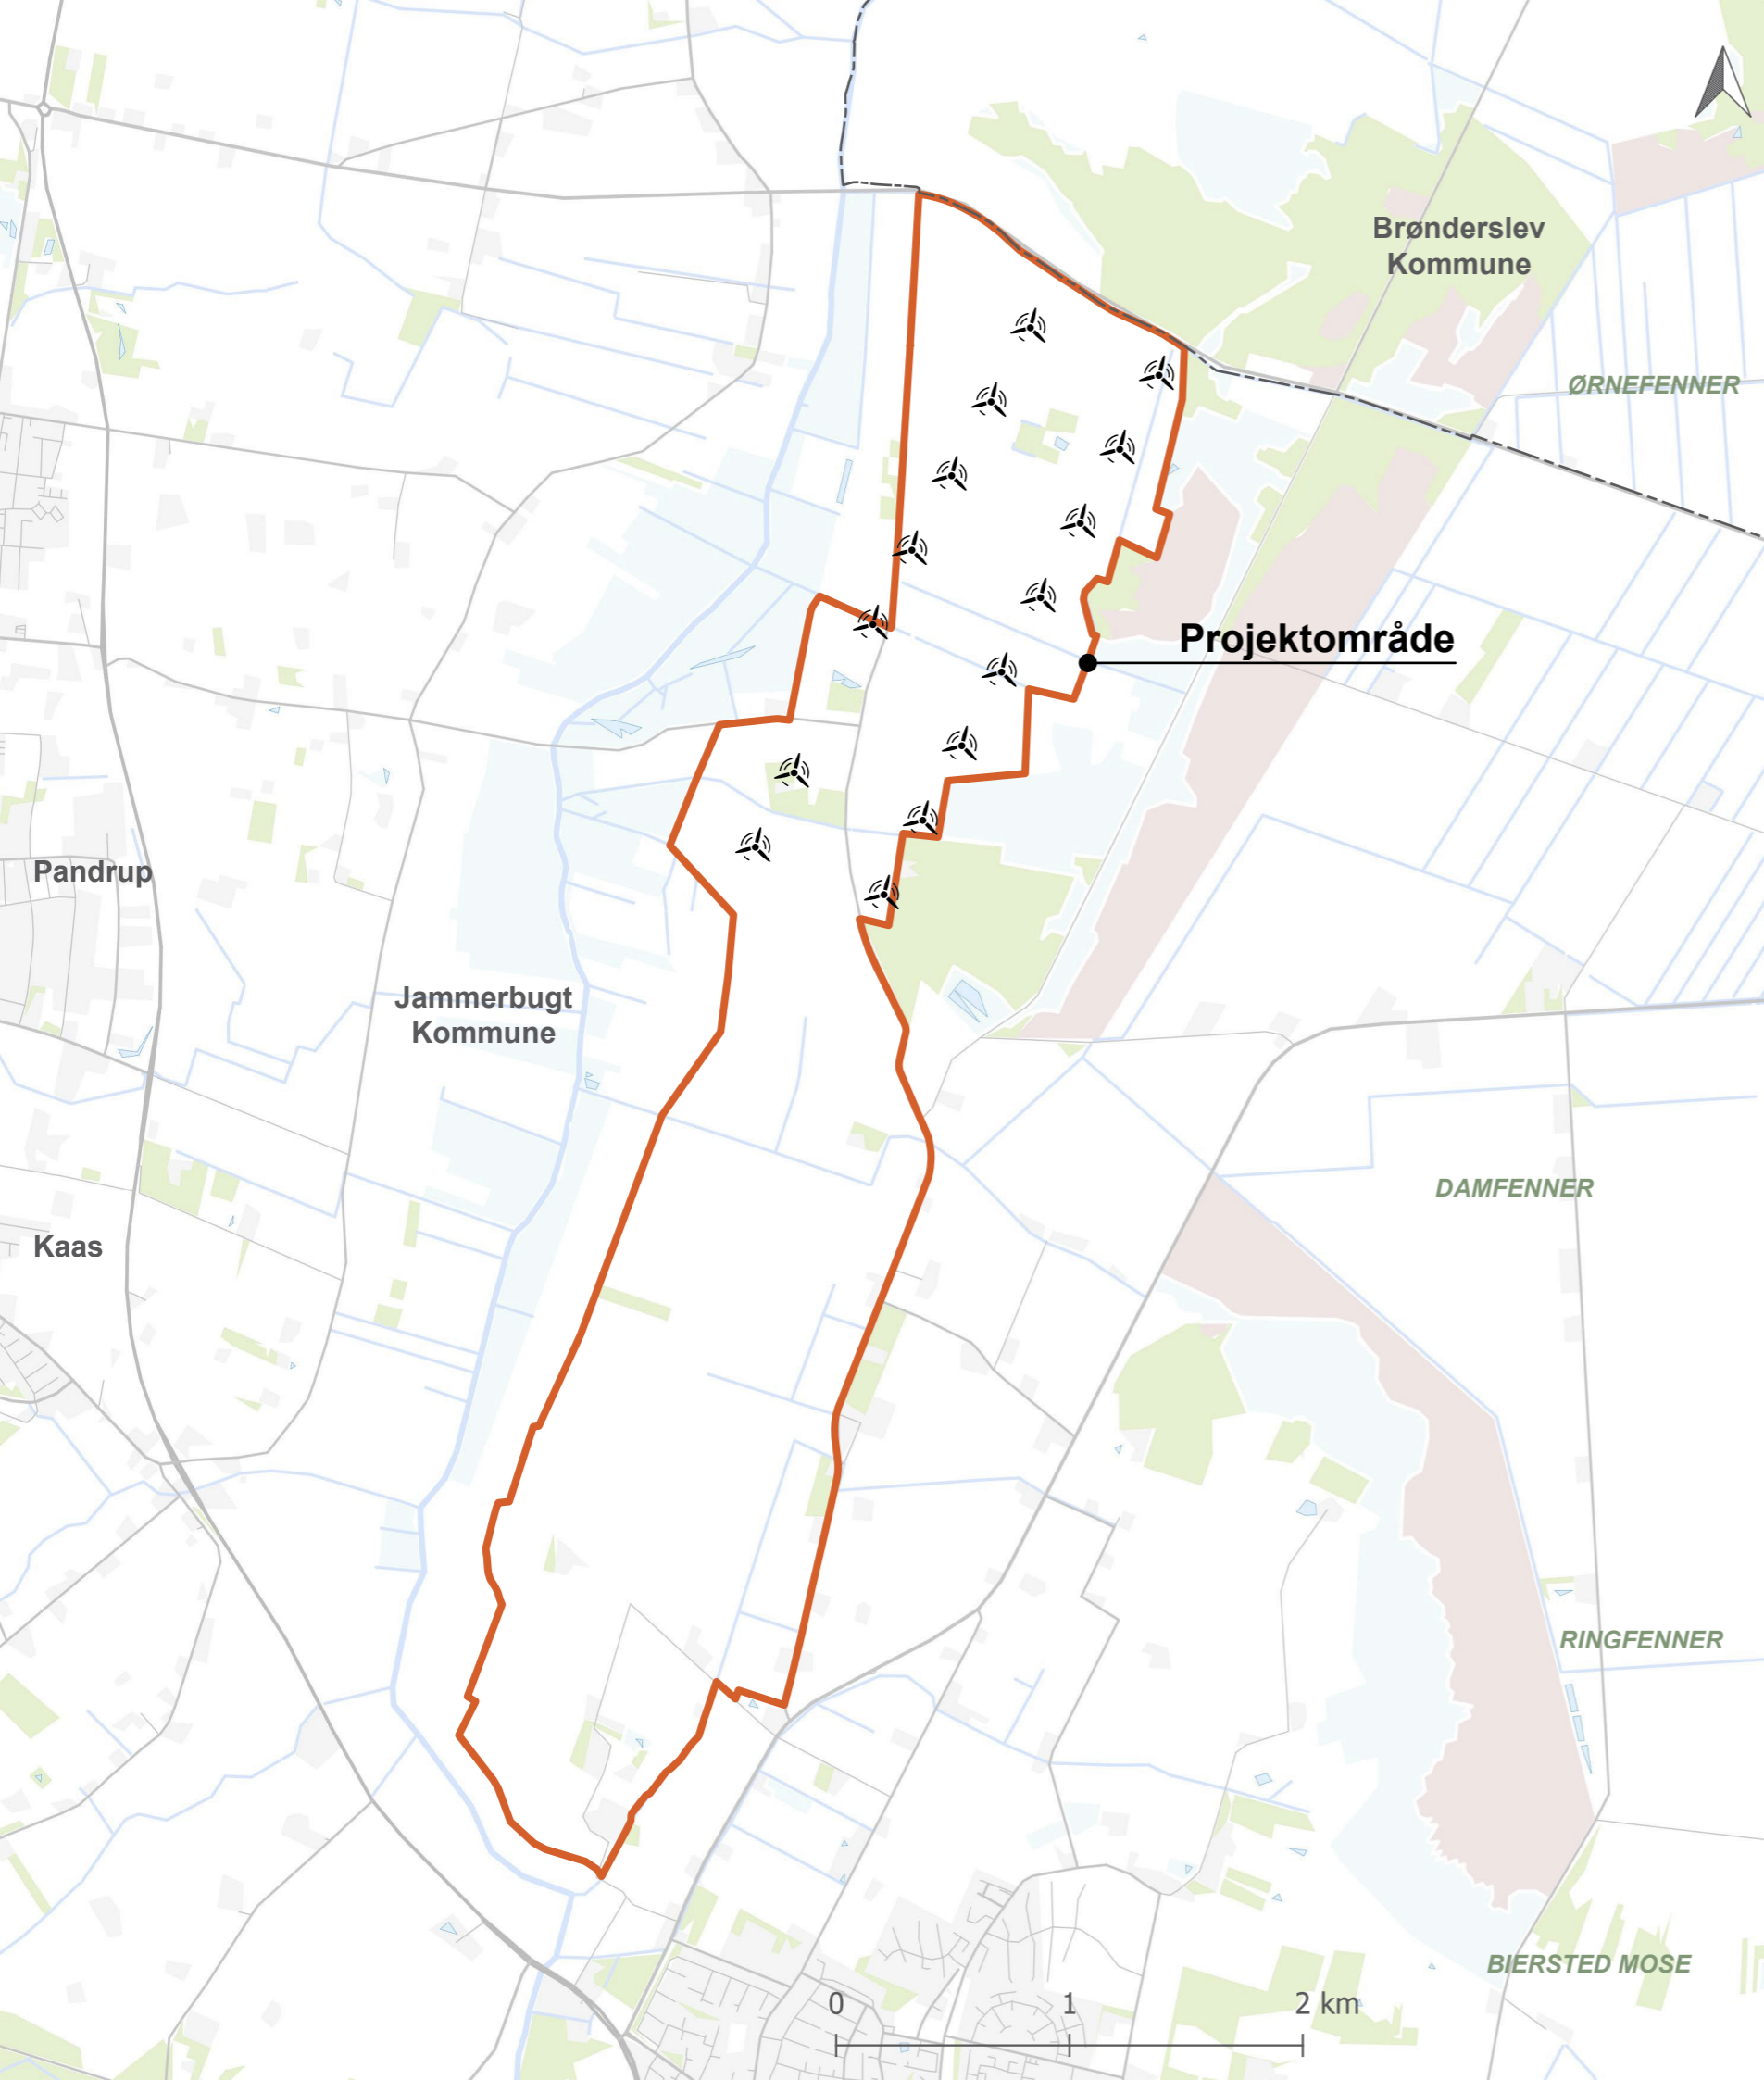 Brønderslev
Kommune
ØRNEFENNER
Projektområde
Pandrup
Jammerbugt
Kommune
DAMFENNER
Kaas
RINGFENNER
BIERSTED MOSE
0 1 2 km